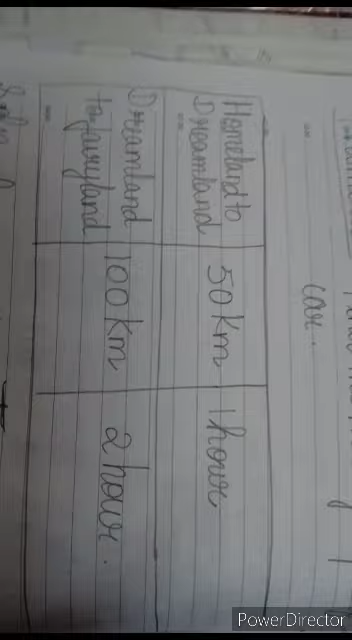 car.
Homeland to 50 km 1 hour
Dreamland
Dreamland 100 km 2 hour.
to fairyland
PowerDirector